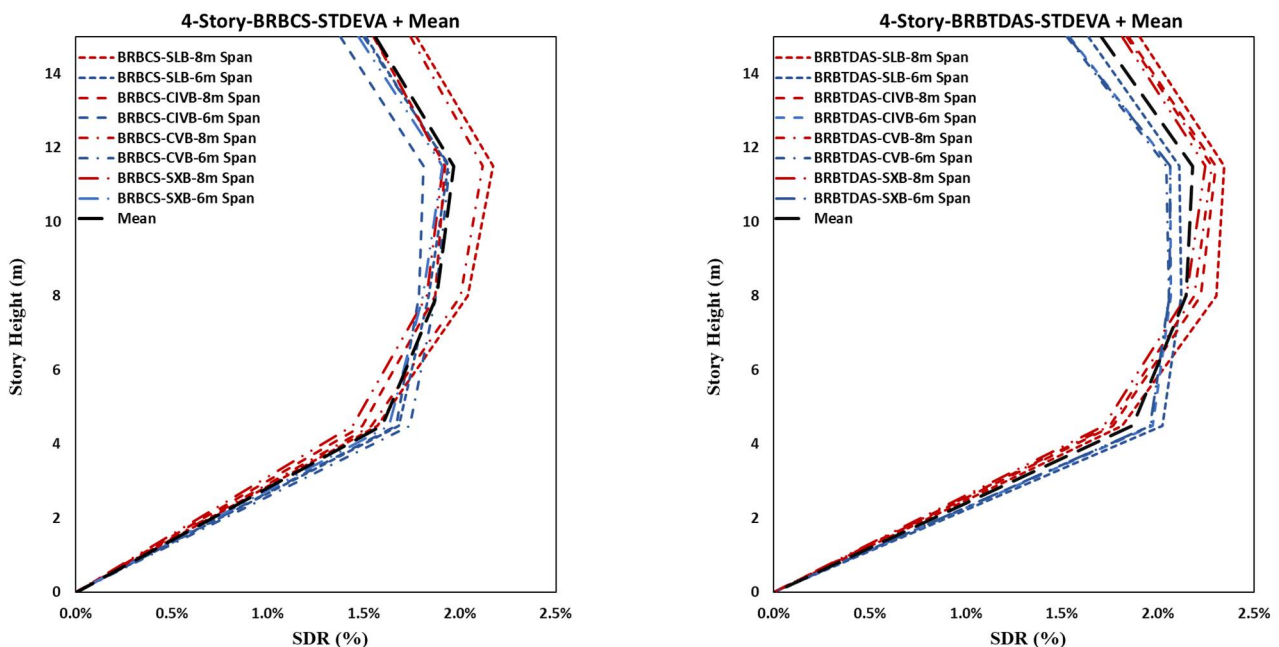 4-Story-BRBCS-STDEVA + Mean
14
12
10
8
6
4
2
0
Story Height (m)
BRBCS-SLB-8m Span
BRBCS-SLB-6m Span
BRBCS-CIVB-8m Span
BRBCS-CIVB-6m Span
BRBCS-CVB-8m Span
BRBCS-CVB-6m Span
BRBCS-SXB-8m Span
BRBCS-SXB-6m Span
Mean
0.0% 0.5% 1.0% 1.5% 2.0% 2.5%
SDR (%)
4-Story-BRBTDAS-STDEVA + Mean
14
12
10
8
6
4
2
0
Story Height (m)
BRBTDAS-SLB-8m Span
BRBTDAS-SLB-6m Span
BRBTDAS-CIVB-8m Span
BRBTDAS-CIVB-6m Span
BRBTDAS-CVB-8m Span
BRBTDAS-CVB-6m Span
BRBTDAS-SXB-8m Span
BRBTDAS-SXB-6m Span
Mean
0.0% 0.5% 1.0% 1.5% 2.0% 2.5%
SDR (%)